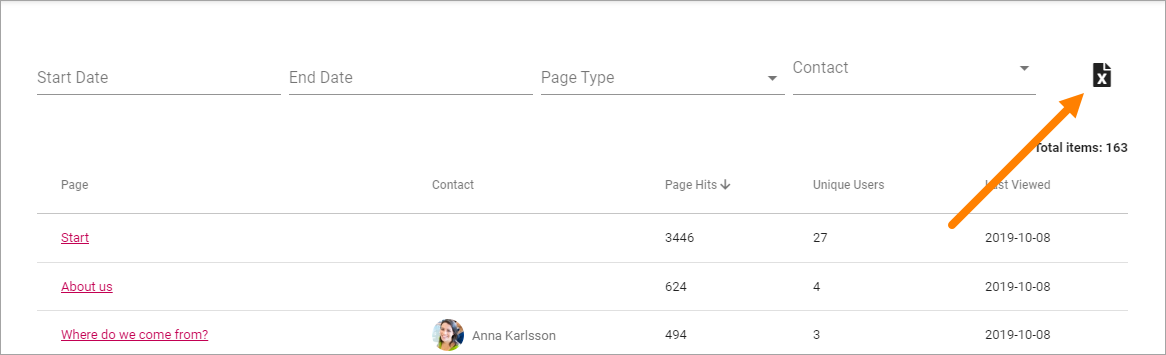 Start Date End Date Page Type Contact
X
Total items: 163
Page Contact Page Hits Unique Users Last Viewed
Start 3446 27 2019-10-08
About us 624 4 2019-10-08
Where do we come from? Anna Karlsson 494 3 2019-10-08